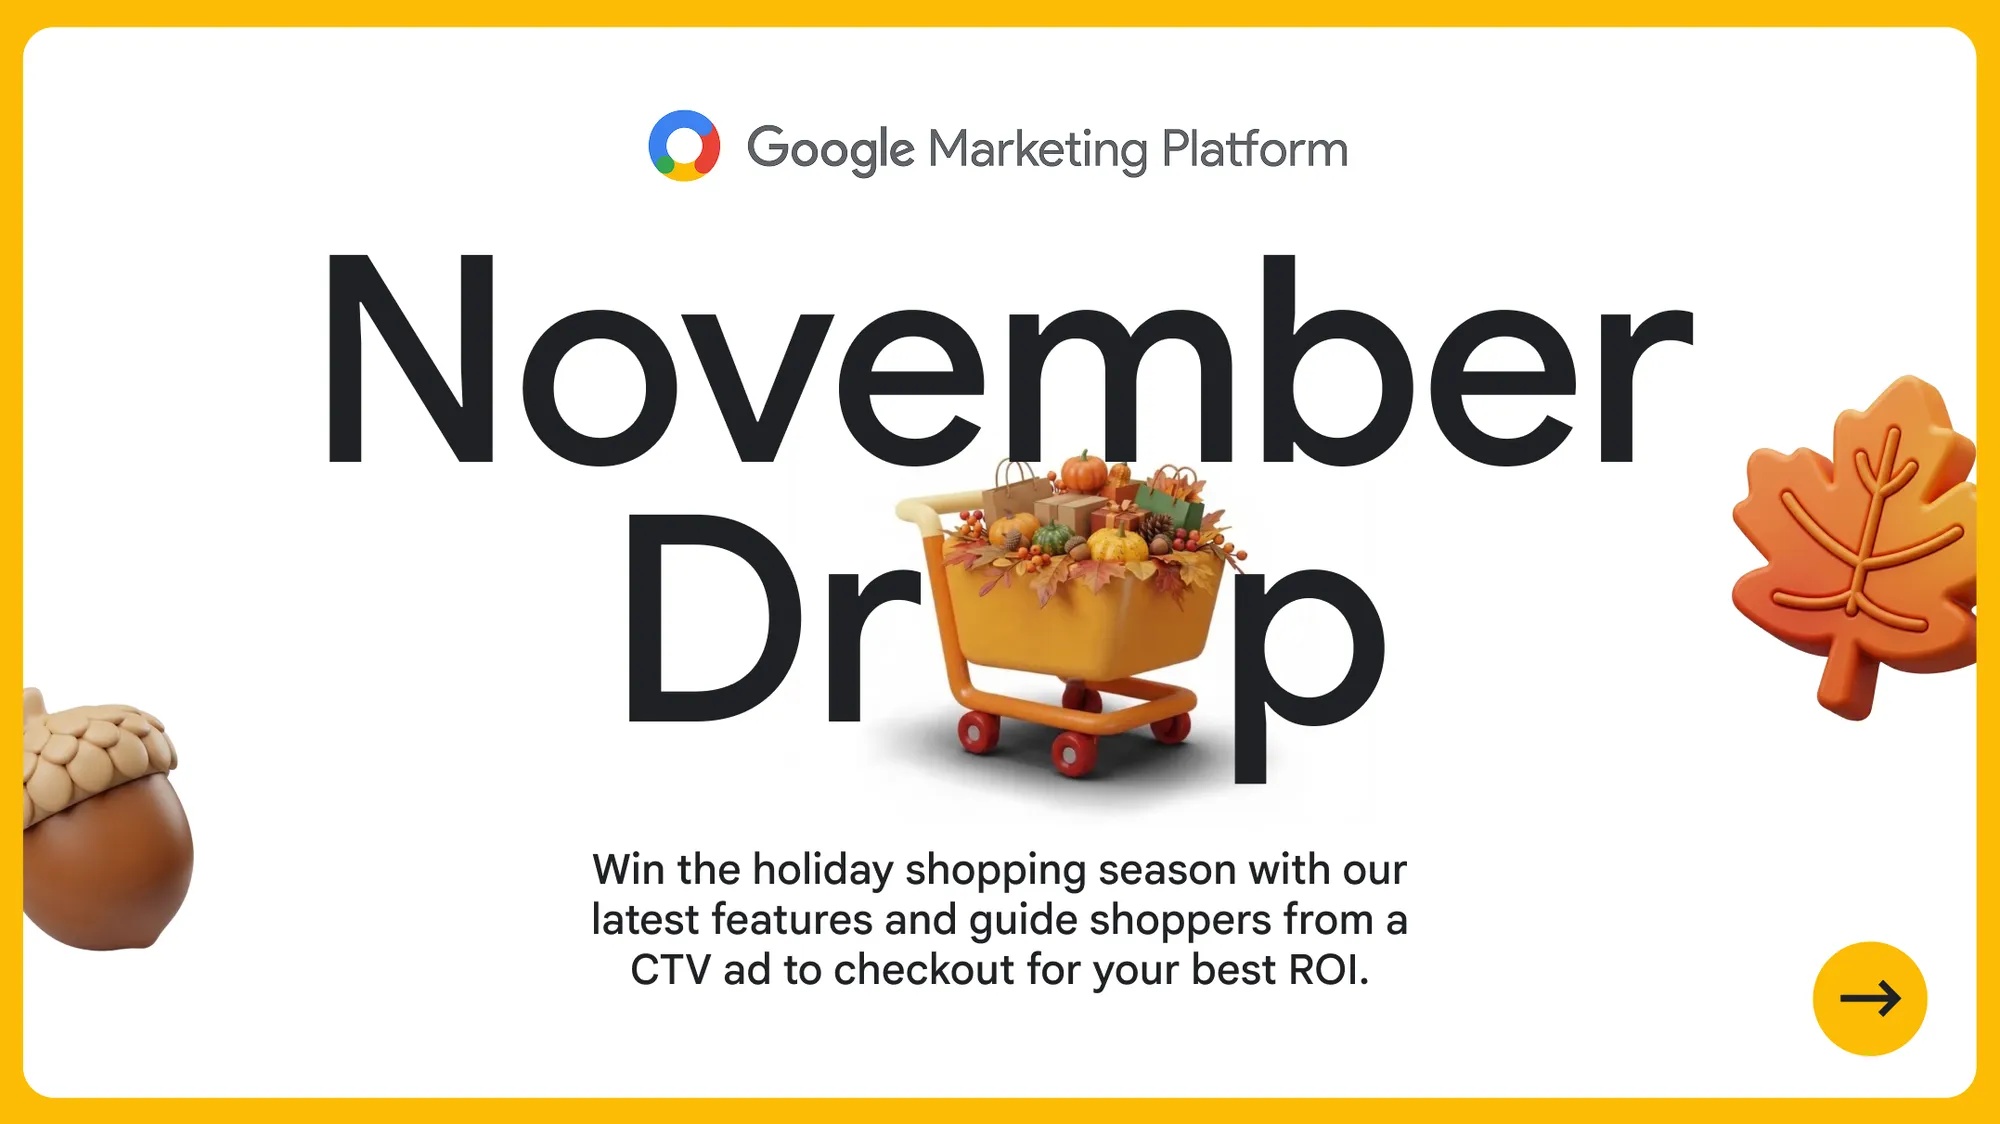 Google Marketing Platform
November
Dr p
Win the holiday shopping season with our
latest features and guide shoppers from a
CTV ad to checkout for your best ROI.